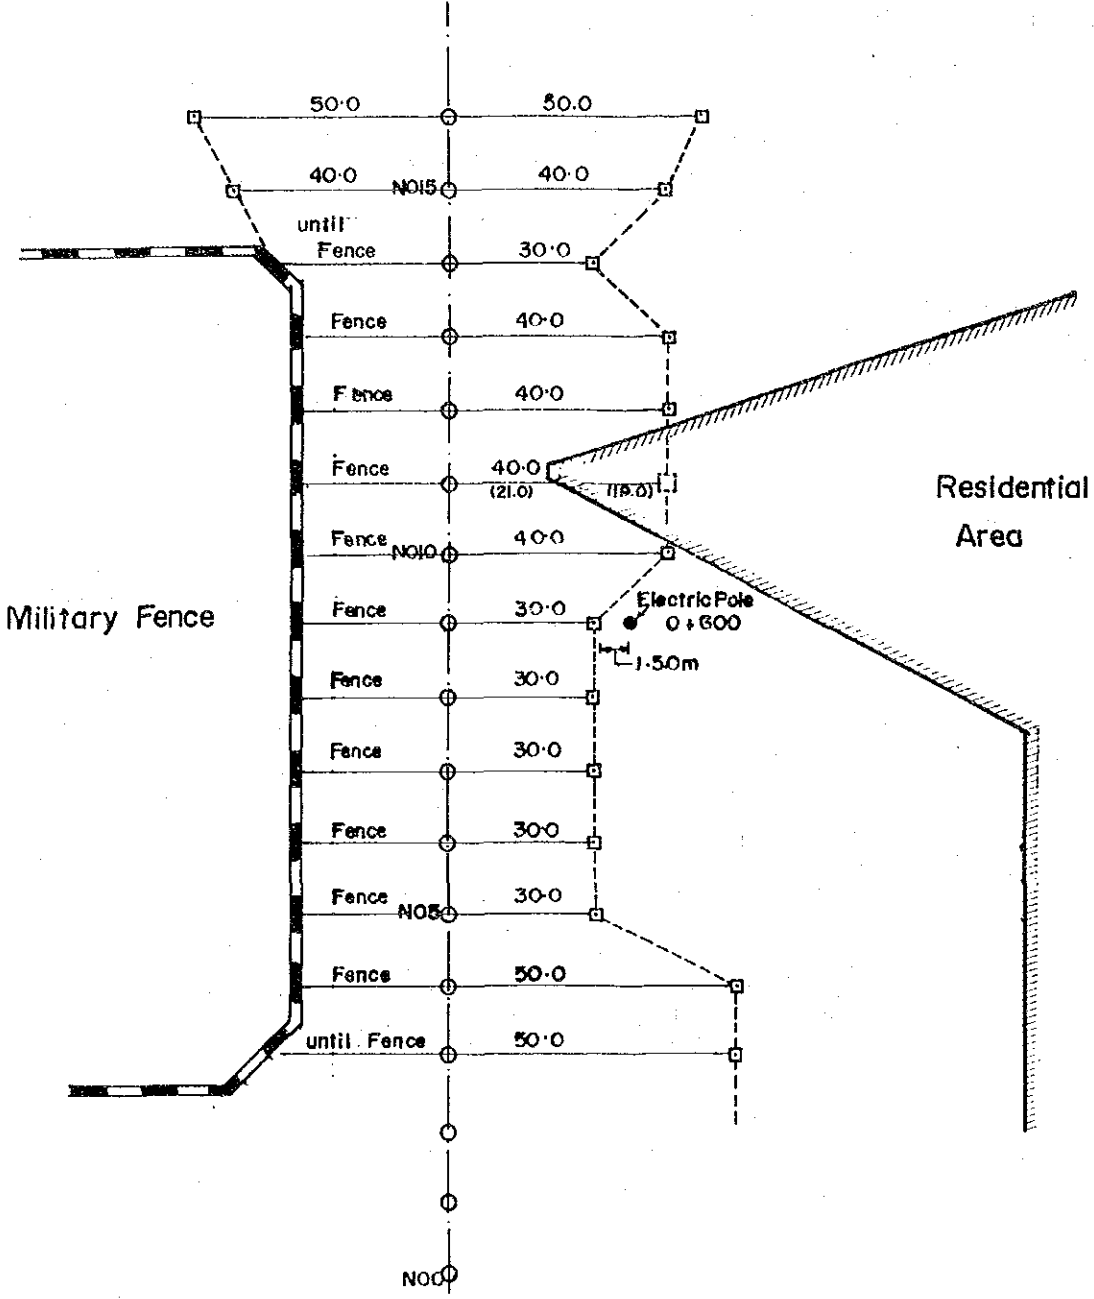 50.0 50.0
40.0 NO15 40.0
until
Fence 30.0
Fence 40.0
Fence 40.0
Fence 40.0
(21.0) (19.0)
Residential
Area
Fence NO10 40.0
Military Fence
Fence 30.0
Electric Pole
0+600
1.50m
Fence 30.0
Fence 30.0
Fence 30.0
Fence NO5 30.0
Fence 50.0
until Fence 50.0
NO0